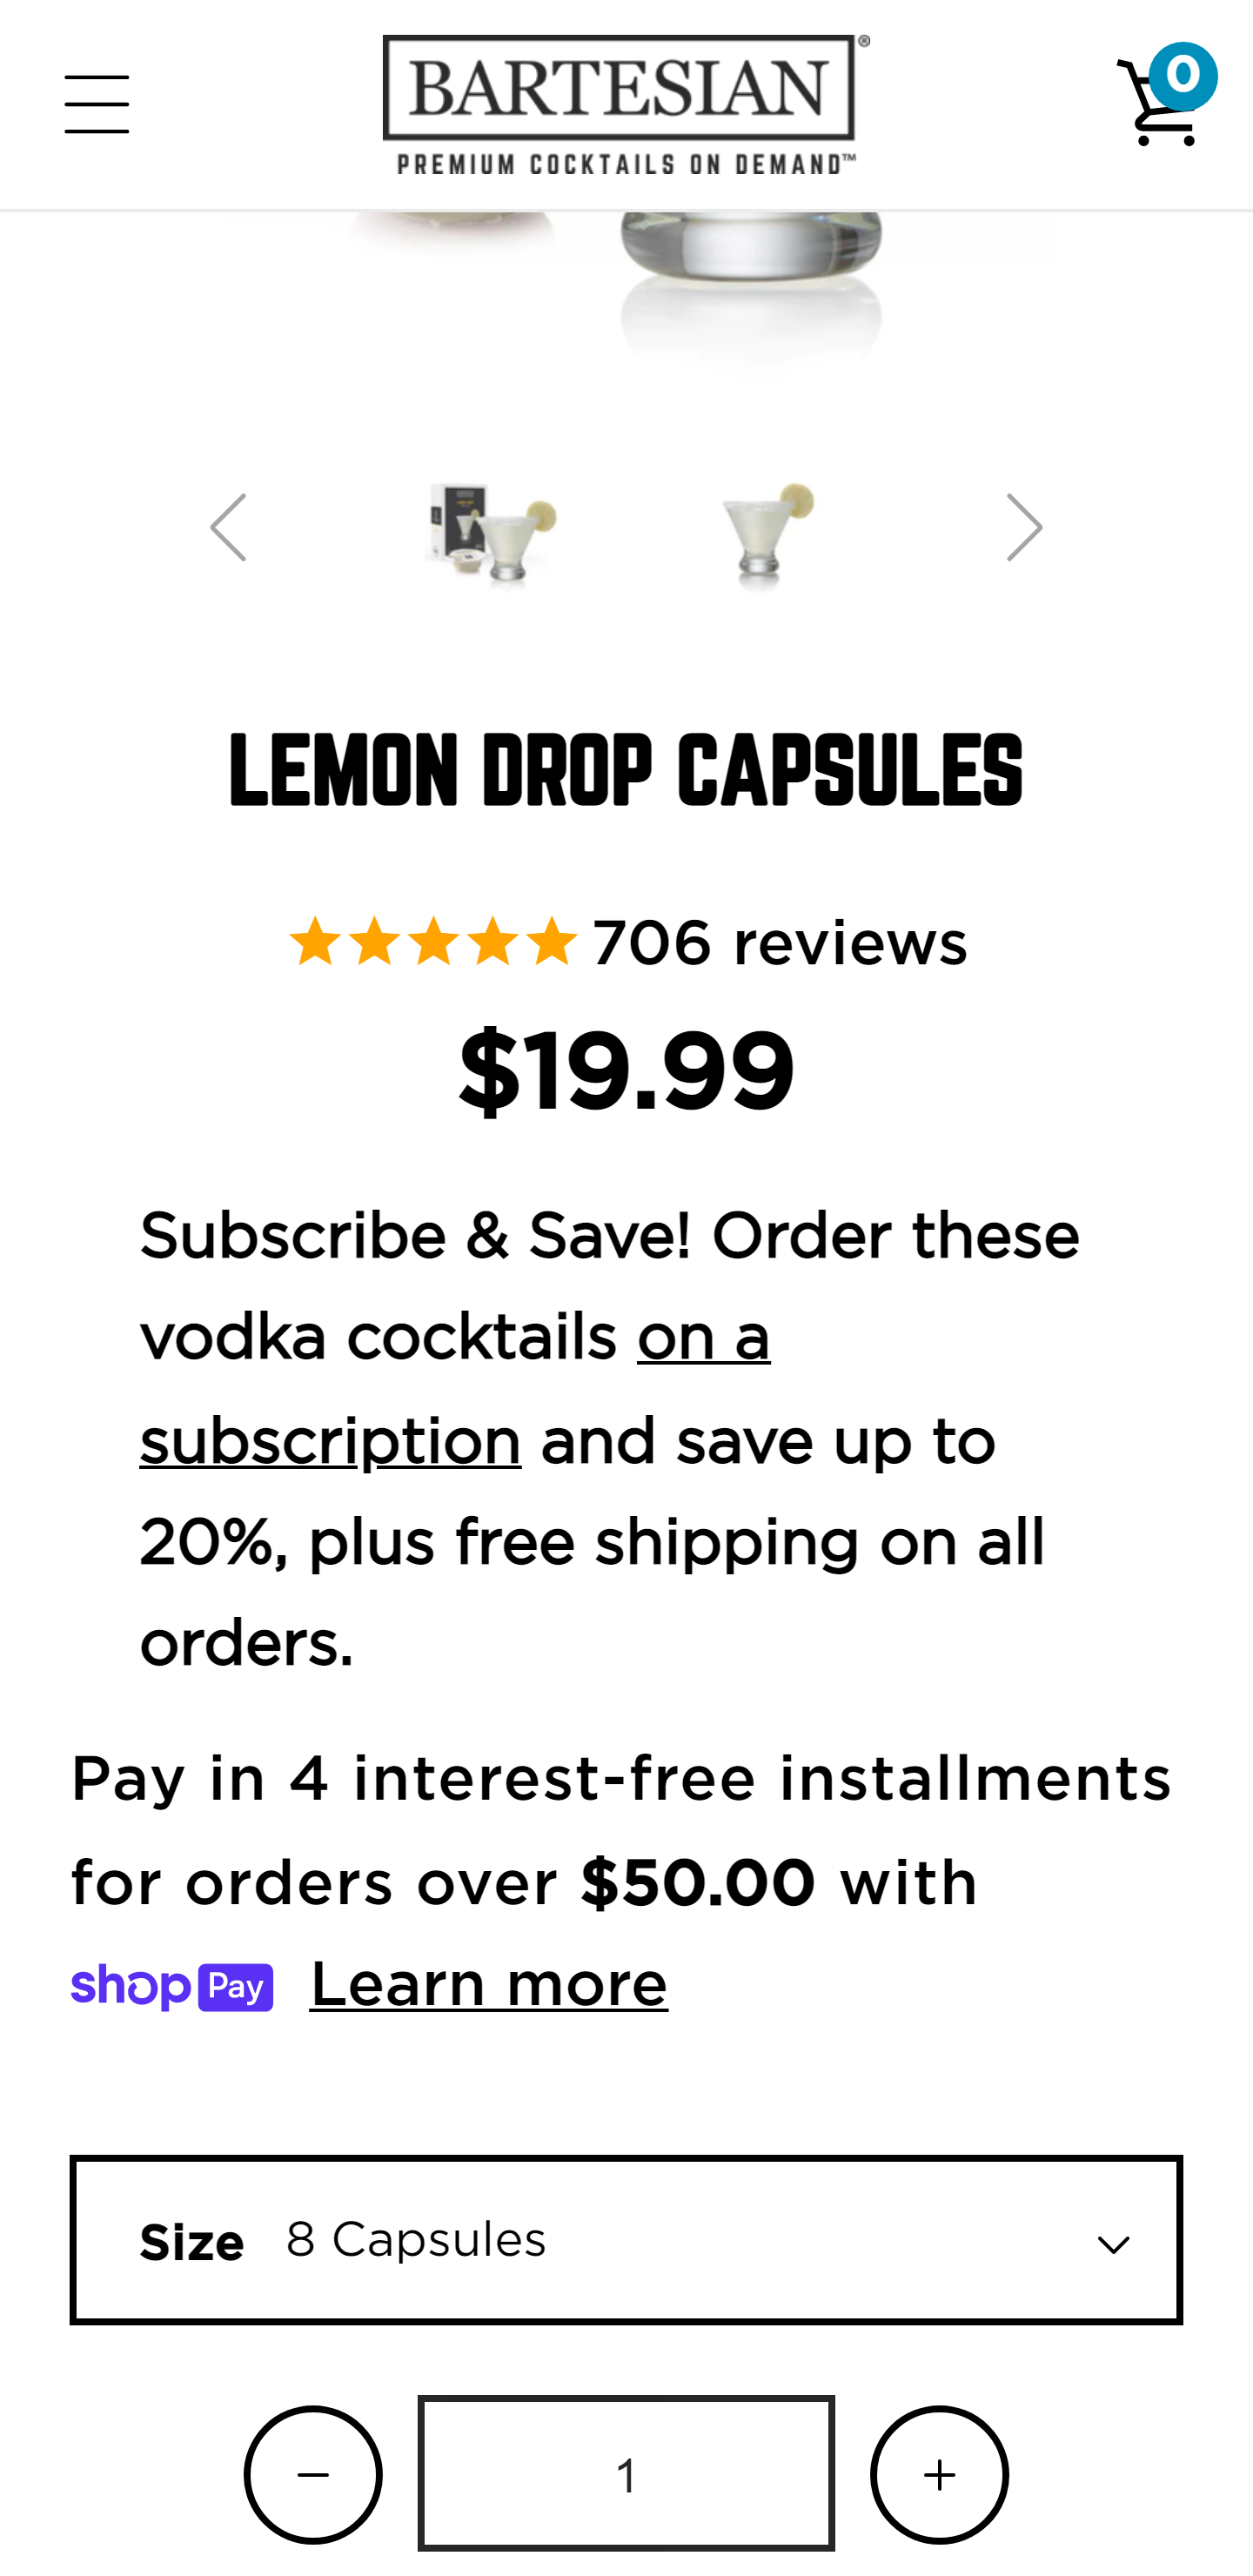 BARTESIAN®
PREMIUM COCKTAILS ON DEMAND™
0
LEMON DROP CAPSULES
706 reviews
$19.99
Subscribe & Save! Order these
vodka cocktails on a
subscription and save up to
20%, plus free shipping on all
orders.
Pay in 4 interest-free installments
for orders over $50.00 with
shop Pay Learn more
Size 8 Capsules
− 1 +